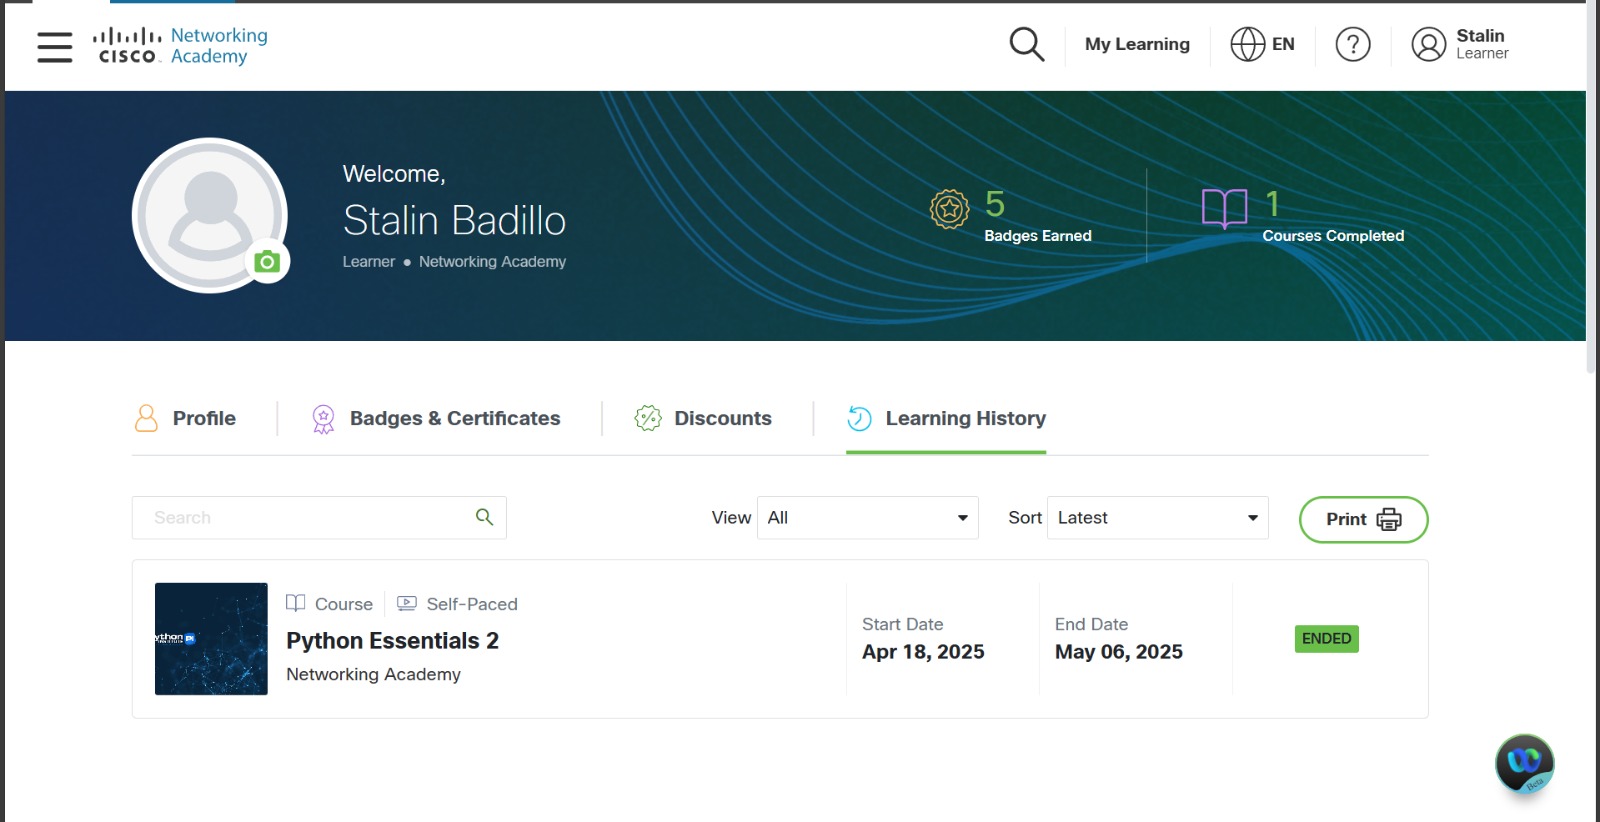 CISCO
Networking
Academy
My Learning
EN
?
Stalin
Learner
Welcome,
Stalin Badillo
Learner ● Networking Academy
5
Badges Earned
1
Courses Completed
Profile
Badges & Certificates
Discounts
Learning History
Search
View
All
Sort
Latest
Print
Course
Self-Paced
Python Essentials 2
Networking Academy
Start Date
Apr 18, 2025
End Date
May 06, 2025
ENDED
Beta